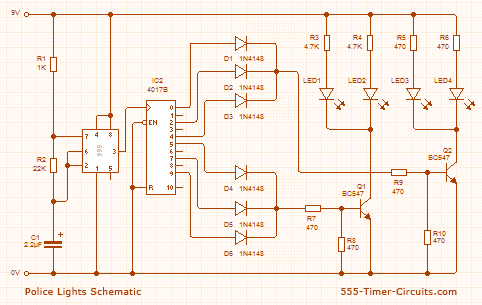 9V
R1
1K
R2
22K
C1
2.2µF
+
0V
7
4
8
6
2
3
1
5
555
IC2
4017B
0
1
2
3
4
5
6
7
8
9
10
EN
R
D1 1N4148
D2 1N4148
D3 1N4148
D4 1N4148
D5 1N4148
D6 1N4148
R3
4.7K
R4
4.7K
R5
470
R6
470
LED1
LED2
LED3
LED4
Q2
BC547
R9
470
Q1
BC547
R7
470
R8
470
R10
470
Police Lights Schematic
555-Timer-Circuits.com